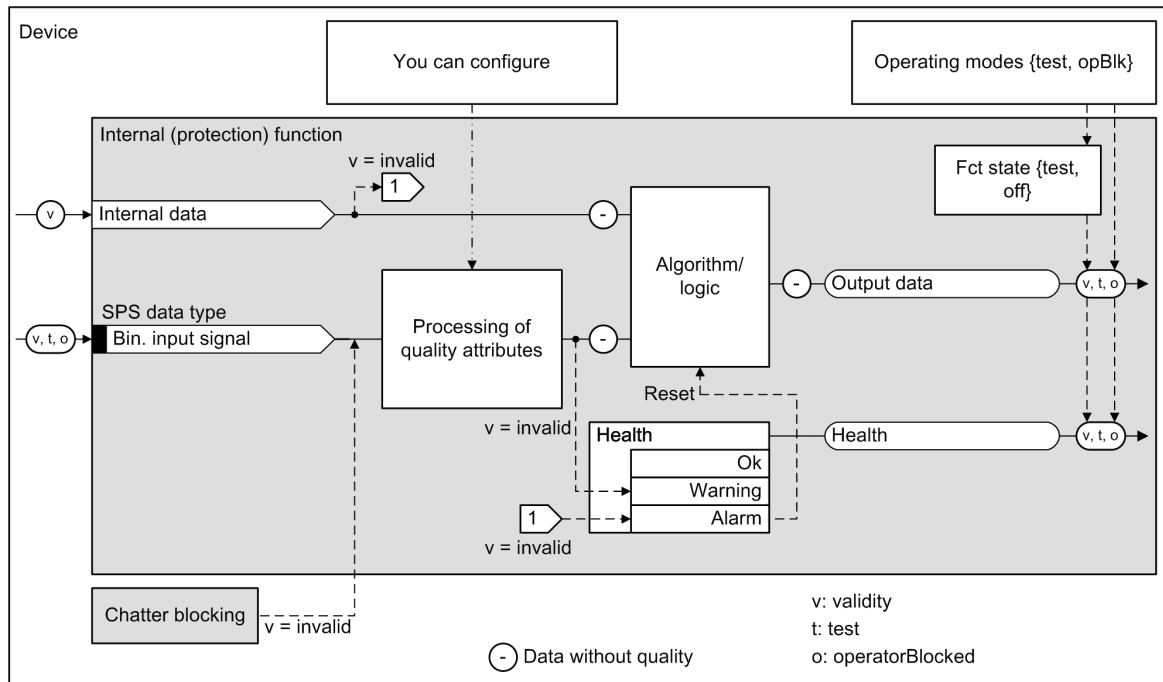 Device
You can configure
Operating modes {test, opBlk}
Internal (protection) function
v = invalid
1
Fct state {test,
off}
v
Internal data
-
Algorithm/
logic
-
Output data
v, t, o
SPS data type
v, t, o
Bin. input signal
Processing of
quality attributes
-
Reset
v = invalid
Health
Health
v, t, o
Ok
Warning
1
Alarm
v = invalid
Chatter blocking
v = invalid
v: validity
t: test
- Data without quality
o: operatorBlocked